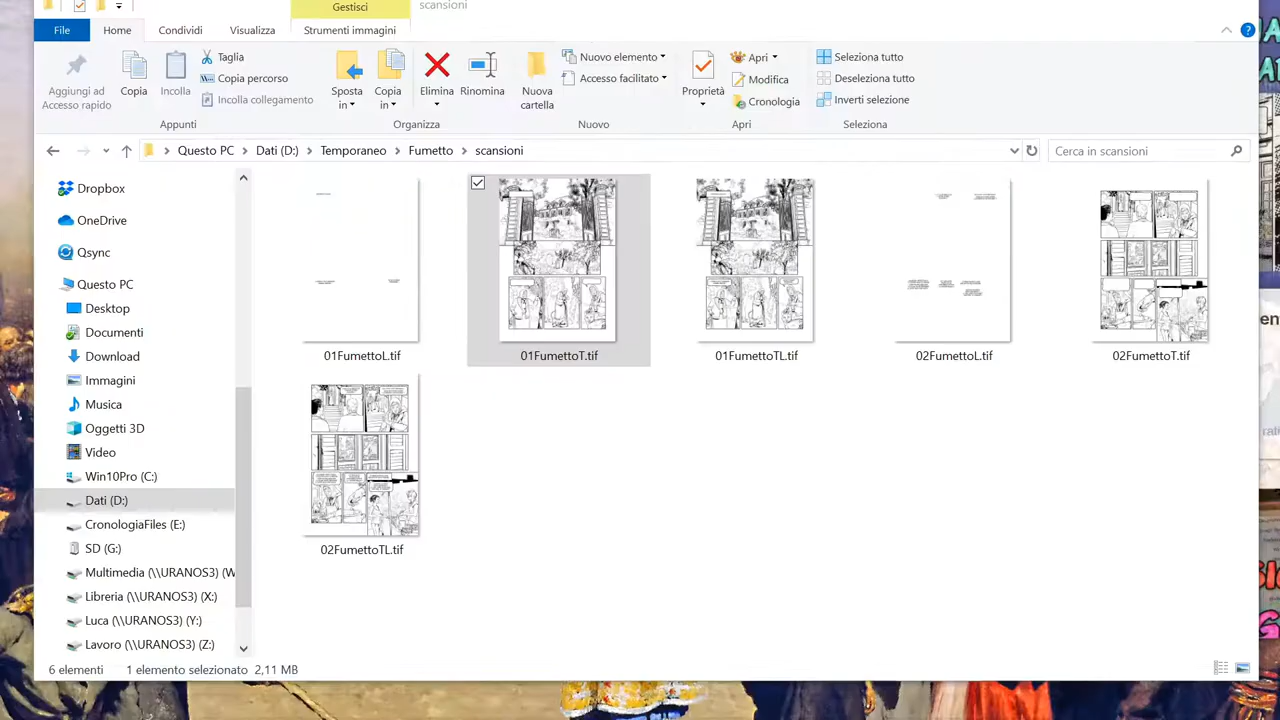 Gestisci
scansioni
File
Home
Condividi
Visualizza
Strumenti immagini
Aggiungi ad
Accesso rapido
Copia
Incolla
Taglia
Copia percorso
Incolla collegamento
Appunti
Sposta
in
Copia
in
Elimina
Rinomina
Organizza
Nuova
cartella
Nuovo elemento
Accesso facilitato
Nuovo
Proprietà
Apri
Modifica
Cronologia
Apri
Seleziona tutto
Deseleziona tutto
Inverti selezione
Seleziona
Questo PC
Dati (D:)
Temporaneo
Fumetto
scansioni
Cerca in scansioni
Dropbox
OneDrive
Qsync
Questo PC
Desktop
Documenti
Download
Immagini
Musica
Oggetti 3D
Video
Win10Pro (C:)
Dati (D:)
CronologiaFiles (E:)
SD (G:)
Multimedia (\\URANOS3) (W
Libreria (\\URANOS3) (X:)
Luca (\\URANOS3) (Y:)
Lavoro (\\URANOS3) (Z:)
01FumettoL.tif
01FumettoT.tif
01FumettoTL.tif
02FumettoL.tif
02FumettoT.tif
02FumettoTL.tif
6 elementi
1 elemento selezionato
2,11 MB